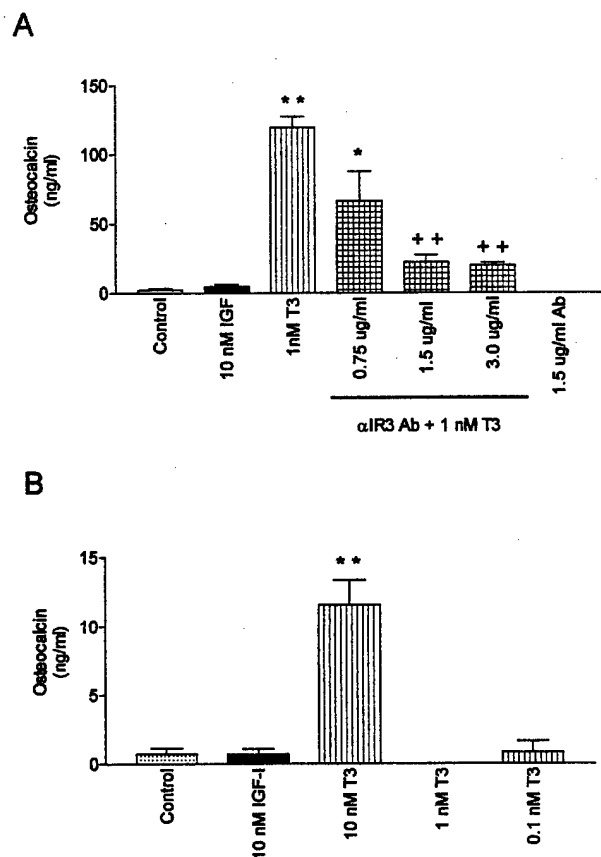 A
150
100
50
0
Osteocalcin
(ng/ml)
* *
*
+ +
+ +
Control
10 nM IGF
1nM T3
0.75 ug/ml
1.5 ug/ml
3.0 ug/ml
1.5 ug/ml Ab
αIR3 Ab + 1 nM T3
B
15
10
5
0
Osteocalcin
(ng/ml)
* *
Control
10 nM IGF-I
10 nM T3
1 nM T3
0.1 nM T3